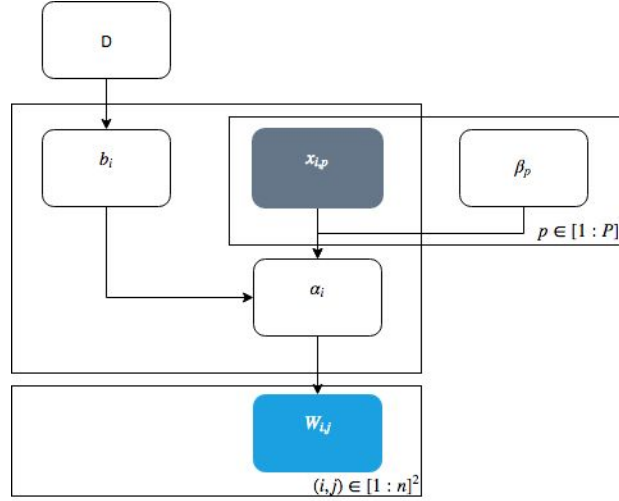 D
b_i
x_{i,p}
β_p
p ∈ [1 : P]
α_i
W_{i,j}
(i, j) ∈ [1 : n]^2